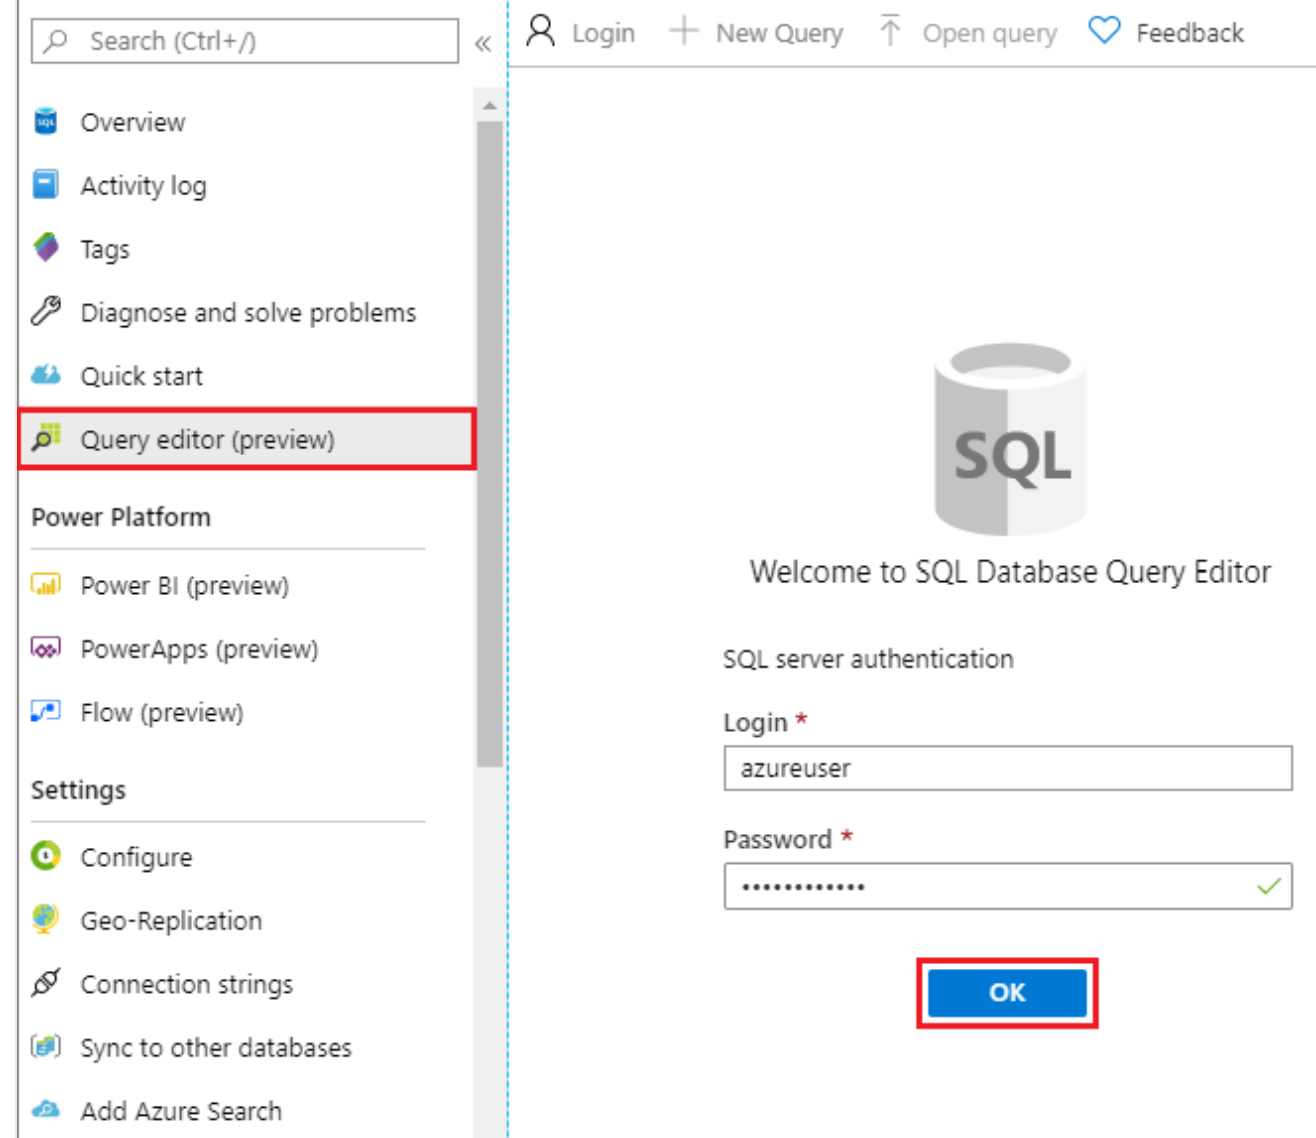 Search (Ctrl+/)
«
Overview
SQL
Activity log
Tags
Diagnose and solve problems
Quick start
Query editor (preview)
Power Platform
Power BI (preview)
PowerApps (preview)
Flow (preview)
Settings
Configure
Geo-Replication
Connection strings
Sync to other databases
Add Azure Search
Login
New Query
Open query
Feedback
SQL
Welcome to SQL Database Query Editor
SQL server authentication
Login *
azureuser
Password *
••••••••••••
OK